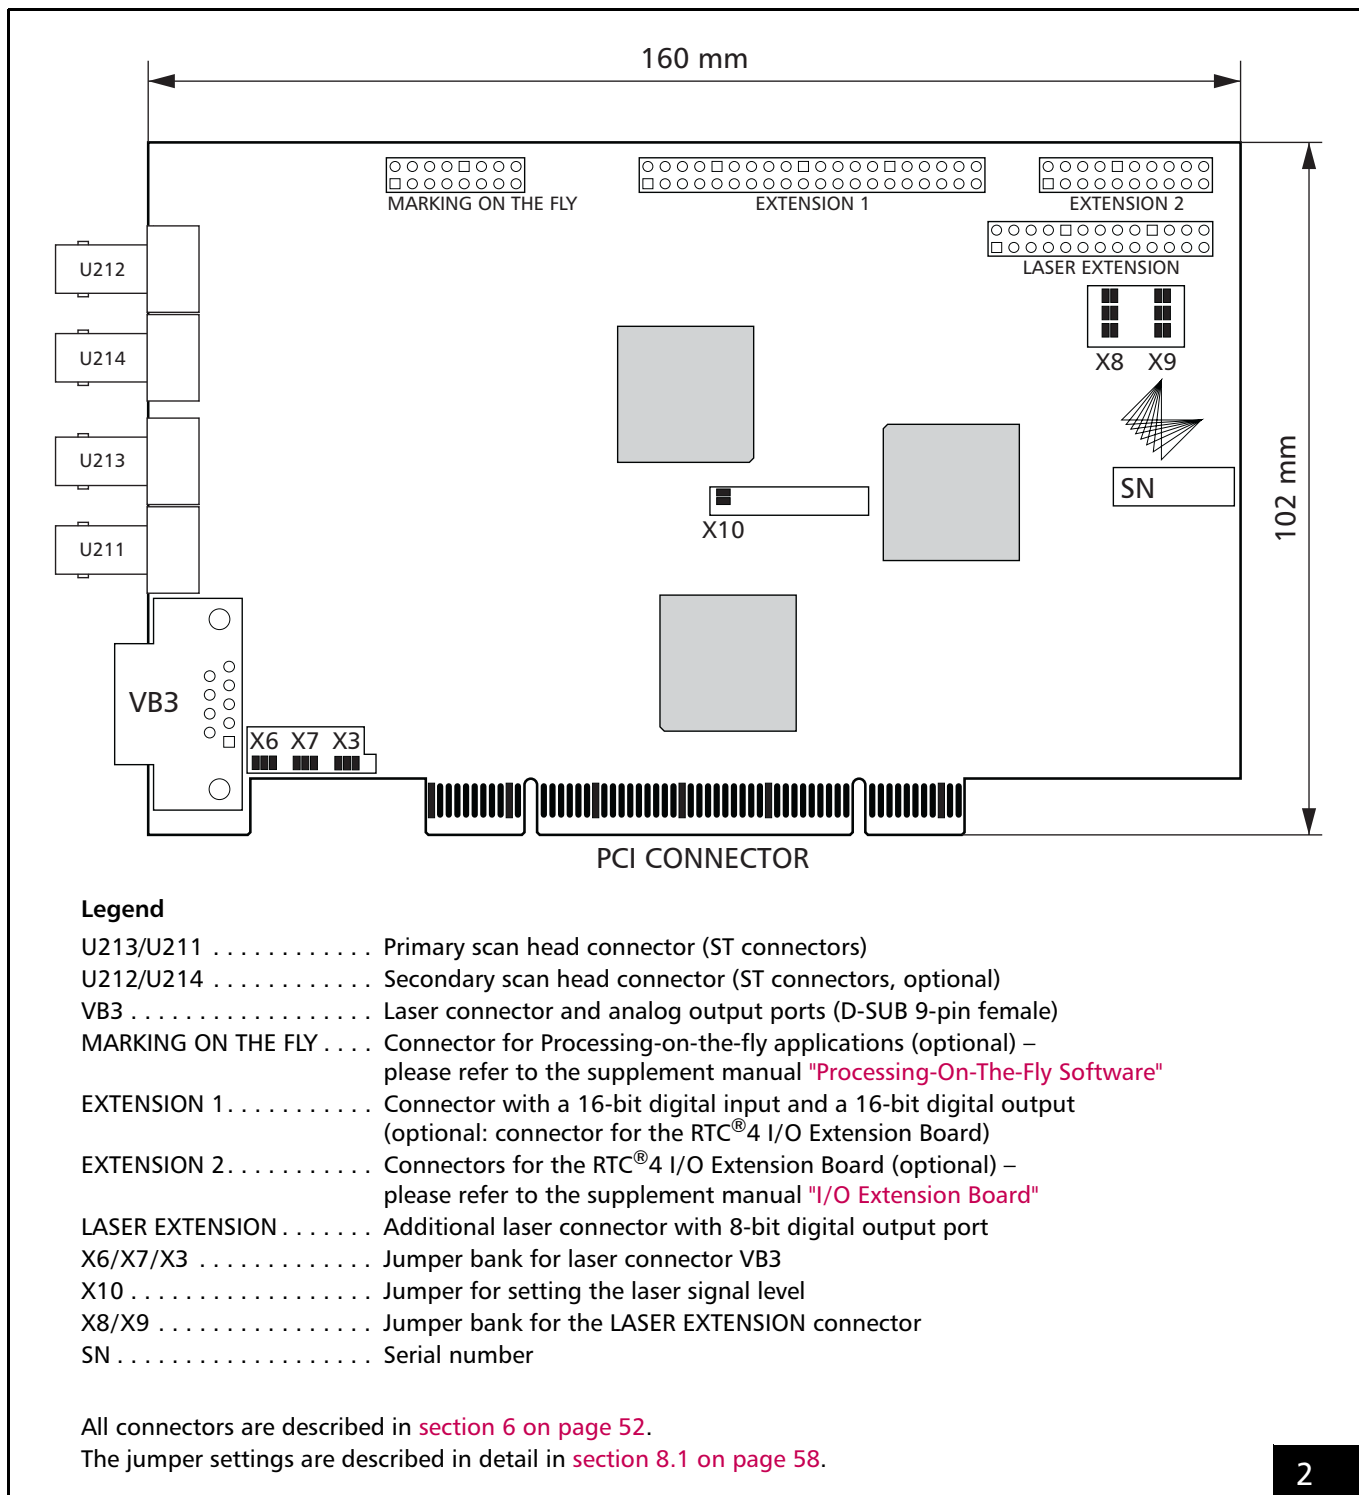 160 mm
MARKING ON THE FLY
EXTENSION 1
EXTENSION 2
LASER EXTENSION
U212
U214
X8 X9
U213
SN
102 mm
X10
U211
VB3
X6 X7 X3
PCI CONNECTOR
Legend
U213/U211 . . . . . . . . . . . . Primary scan head connector (ST connectors)
U212/U214 . . . . . . . . . . . . Secondary scan head connector (ST connectors, optional)
VB3 . . . . . . . . . . . . . . . . . . Laser connector and analog output ports (D-SUB 9-pin female)
MARKING ON THE FLY . . . . Connector for Processing-on-the-fly applications (optional) –
please refer to the supplement manual "Processing-On-The-Fly Software"
EXTENSION 1. . . . . . . . . . . Connector with a 16-bit digital input and a 16-bit digital output
(optional: connector for the RTC®4 I/O Extension Board)
EXTENSION 2. . . . . . . . . . . Connectors for the RTC®4 I/O Extension Board (optional) –
please refer to the supplement manual "I/O Extension Board"
LASER EXTENSION . . . . . . . Additional laser connector with 8-bit digital output port
X6/X7/X3 . . . . . . . . . . . . . Jumper bank for laser connector VB3
X10 . . . . . . . . . . . . . . . . . . Jumper for setting the laser signal level
X8/X9 . . . . . . . . . . . . . . . . Jumper bank for the LASER EXTENSION connector
SN . . . . . . . . . . . . . . . . . . . Serial number
All connectors are described in section 6 on page 52.
The jumper settings are described in detail in section 8.1 on page 58.
2